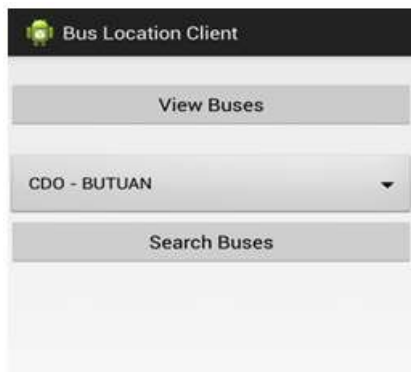 Bus Location Client
View Buses
CDO - BUTUAN
Search Buses